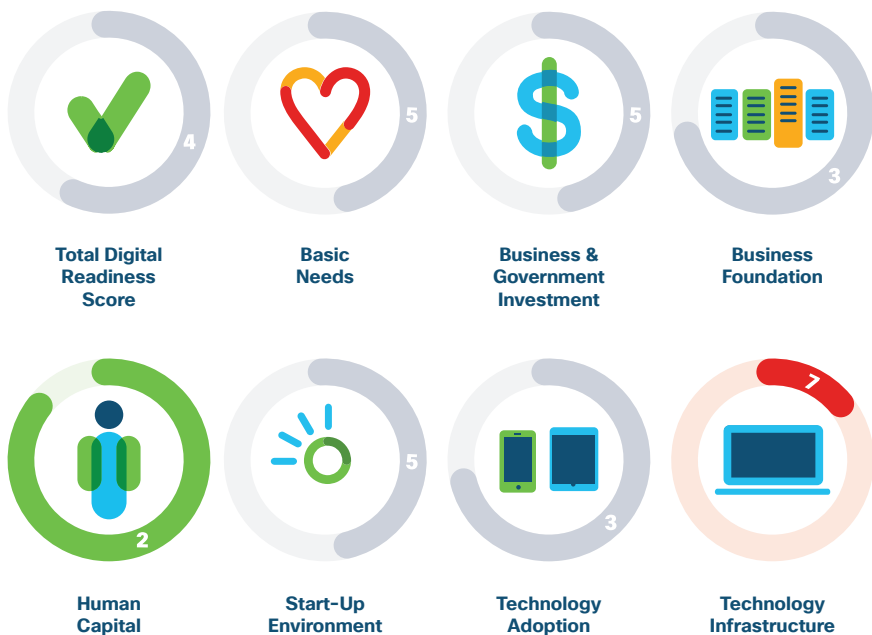 4
5
5
3
Total Digital
Readiness
Score
Basic
Needs
Business &
Government
Investment
Business
Foundation
2
5
3
7
Human
Capital
Start-Up
Environment
Technology
Adoption
Technology
Infrastructure